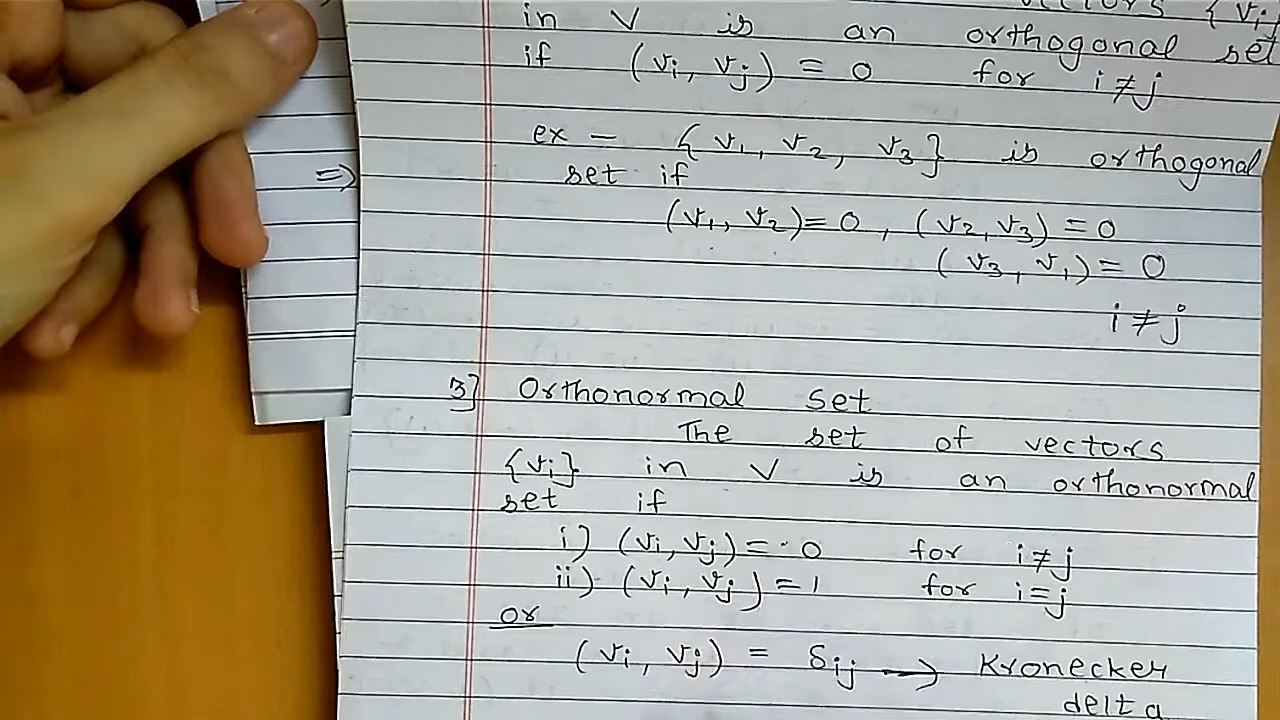 vectors {vi
in V is an orthogonal set
if (vi, vj) = 0 for i≠j
ex - {v1, v2, v3} is orthogonal
⇒ set if
(v1, v2)=0, (v2, v3)=0
(v3, v1)=0
i≠j
3] Orthonormal set
The set of vectors
{vi} in V is an orthonormal
set if
i) (vi, vj)=0 for i≠j
ii) (vi, vj)=1 for i=j
or
(vi, vj) = δij → Kronecker
delta